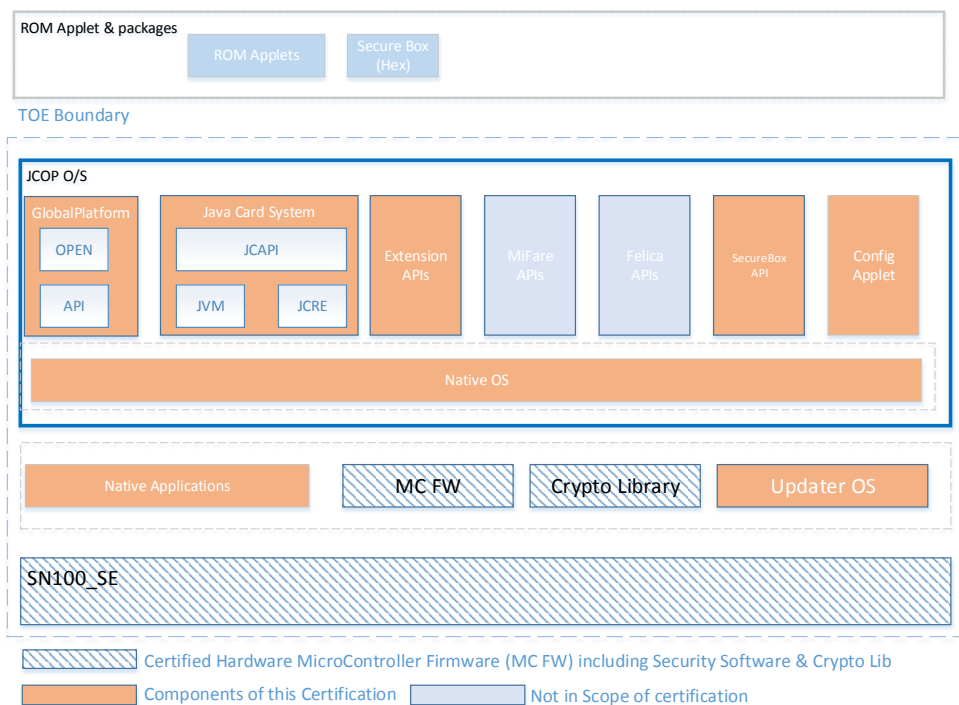 ROM Applet & packages
ROM Applets
Secure Box
(Hex)
TOE Boundary
JCOP O/S
GlobalPlatform
OPEN
API
Java Card System
JCAPI
JVM
JCRE
Extension
APIs
MiFare
APIs
Felica
APIs
SecureBox
API
Config
Applet
Native OS
Native Applications
MC FW
Crypto Library
Updater OS
SN100_SE
Certified Hardware MicroController Firmware (MC FW) including Security Software & Crypto Lib
Components of this Certification
Not in Scope of certification